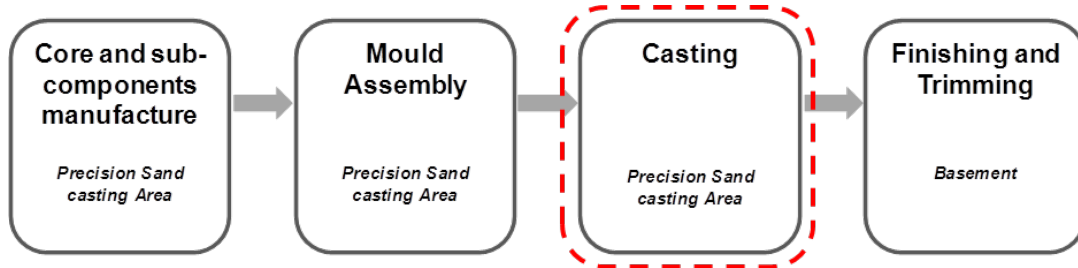 Core and sub-
components
manufacture
Precision Sand
casting Area
Mould
Assembly
Precision Sand
casting Area
Casting
Precision Sand
casting Area
Finishing and
Trimming
Basement